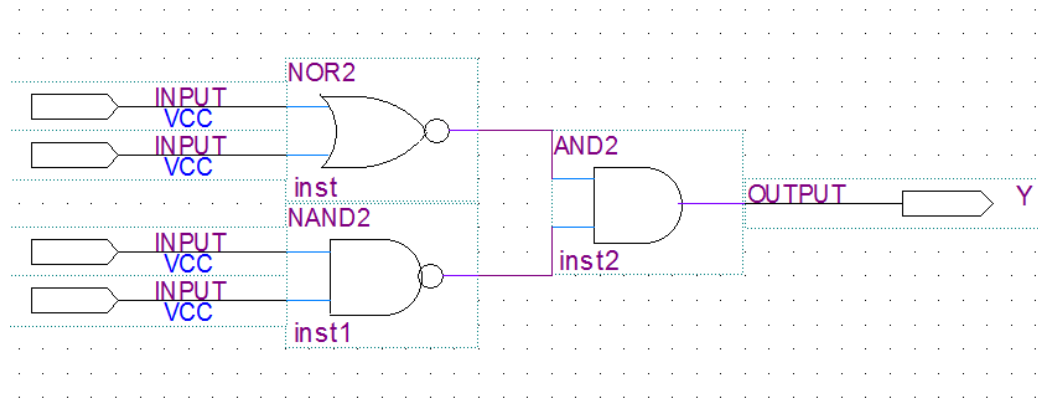 NOR2
INPUT
VCC
INPUT
VCC
inst
AND2
OUTPUT
Y
inst2
NAND2
INPUT
VCC
INPUT
VCC
inst1